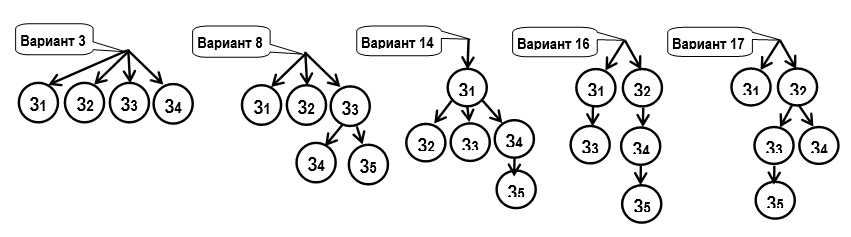 Вариант 3
Вариант 8
Вариант 14
Вариант 16
Вариант 17
З1 З2 З3 З4
З1 З2 З3
З4 З5
З1
З2 З3 З4
З5
З1 З2
З3 З4
З5
З1 З2
З3 З4
З5